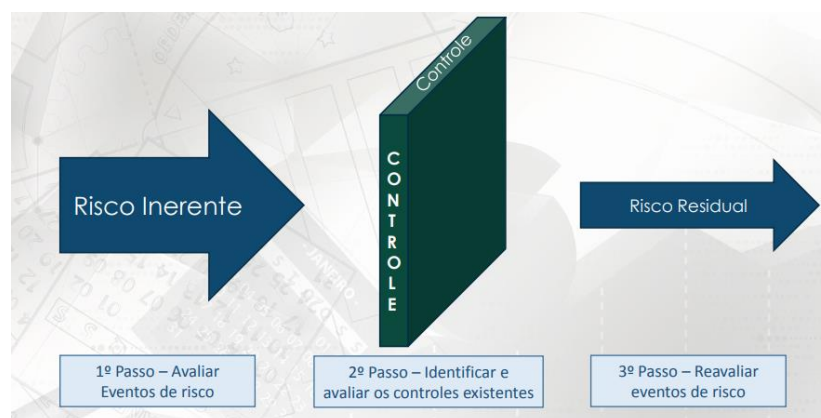 Risco Inerente
Controle
CONTROLE
Risco Residual
1º Passo – Avaliar
Eventos de risco
2º Passo – Identificar e
avaliar os controles existentes
3º Passo – Reavaliar
eventos de risco